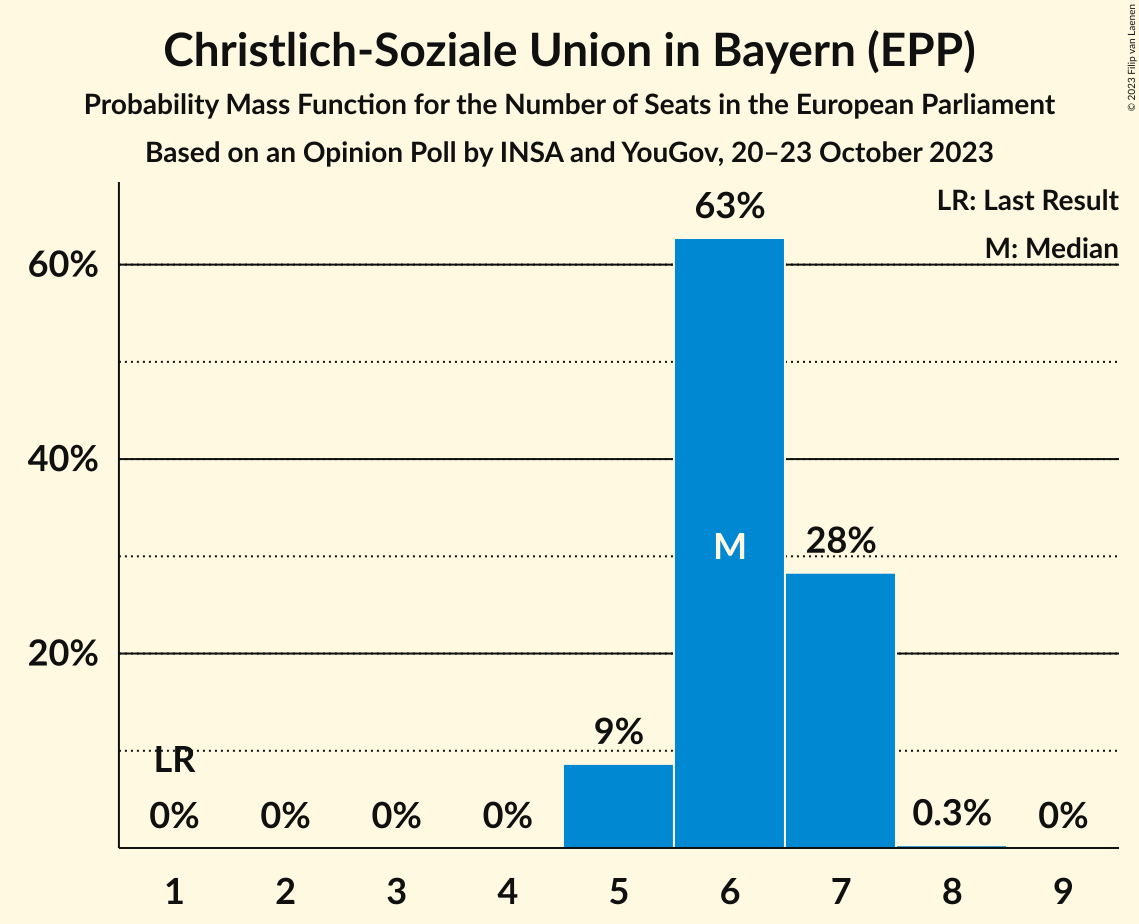 Christlich-Soziale Union in Bayern (EPP)
Probability Mass Function for the Number of Seats in the European Parliament
Based on an Opinion Poll by INSA and YouGov, 20–23 October 2023
© 2023 Filip van Laenen
LR: Last Result
M: Median
63%
60%
40%
M
28%
20%
9%
LR
0% 0% 0% 0% 0.3% 0%
1 2 3 4 5 6 7 8 9